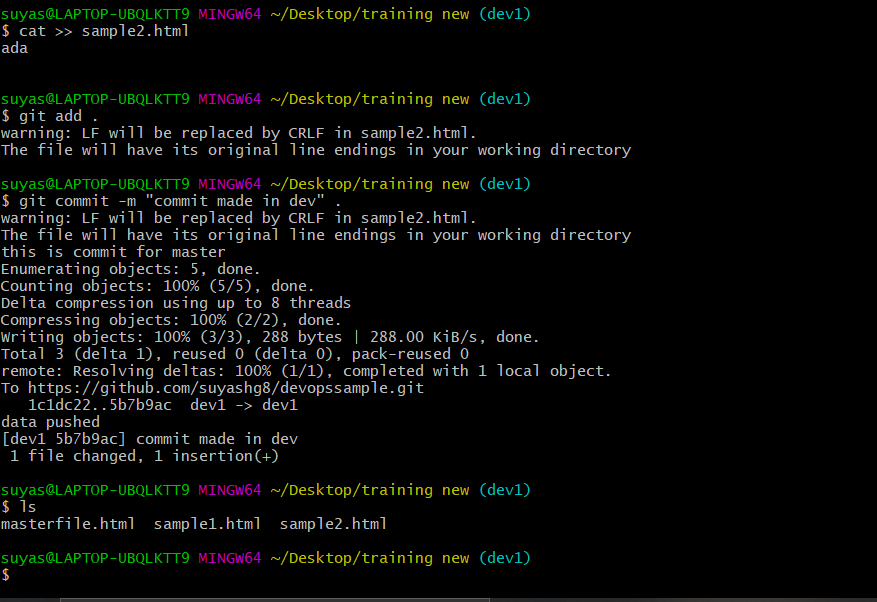 suyas@LAPTOP-UBQLKTT9 MINGW64 ~/Desktop/training new (dev1)
$ cat >> sample2.html
ada
suyas@LAPTOP-UBQLKTT9 MINGW64 ~/Desktop/training new (dev1)
$ git add .
warning: LF will be replaced by CRLF in sample2.html.
The file will have its original line endings in your working directory
suyas@LAPTOP-UBQLKTT9 MINGW64 ~/Desktop/training new (dev1)
$ git commit -m "commit made in dev" .
warning: LF will be replaced by CRLF in sample2.html.
The file will have its original line endings in your working directory
this is commit for master
Enumerating objects: 5, done.
Counting objects: 100% (5/5), done.
Delta compression using up to 8 threads
Compressing objects: 100% (2/2), done.
Writing objects: 100% (3/3), 288 bytes | 288.00 KiB/s, done.
Total 3 (delta 1), reused 0 (delta 0), pack-reused 0
remote: Resolving deltas: 100% (1/1), completed with 1 local object.
To https://github.com/suyashg8/devopssample.git
   1c1dc22..5b7b9ac  dev1 -> dev1
data pushed
[dev1 5b7b9ac] commit made in dev
 1 file changed, 1 insertion(+)
suyas@LAPTOP-UBQLKTT9 MINGW64 ~/Desktop/training new (dev1)
$ ls
masterfile.html  sample1.html  sample2.html
suyas@LAPTOP-UBQLKTT9 MINGW64 ~/Desktop/training new (dev1)
$